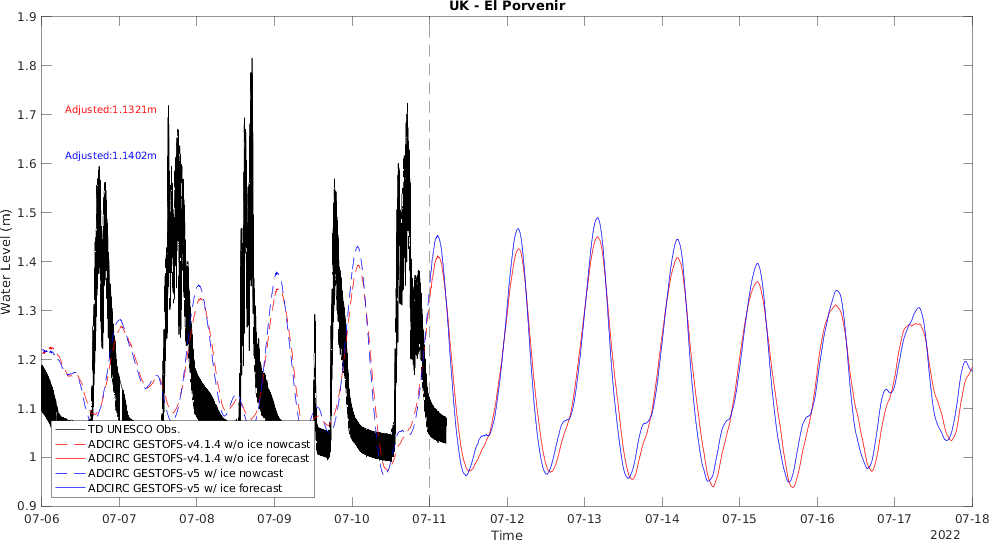 UK - El Porvenir
1.9
1.8
1.7
1.6
1.5
1.4
1.3
1.2
1.1
1
0.9
Water Level (m)
Adjusted:1.1321m
Adjusted:1.1402m
TD UNESCO Obs.
ADCIRC GESTOFS-v4.1.4 w/o ice nowcast
ADCIRC GESTOFS-v4.1.4 w/o ice forecast
ADCIRC GESTOFS-v5 w/ ice nowcast
ADCIRC GESTOFS-v5 w/ ice forecast
07-06 07-07 07-08 07-09 07-10 07-11 07-12 07-13 07-14 07-15 07-16 07-17 07-18
Time
2022